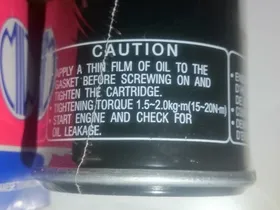 CAUTION
APPLY A THIN FILM OF OIL TO THE
GASKET BEFORE SCREWING ON AND
TIGHTEN THE CARTRIDGE.
• TIGHTENING TORQUE 1.5~2.0kg·m(15~20N·m)
• START ENGINE AND CHECK FOR
OIL LEAKAGE.